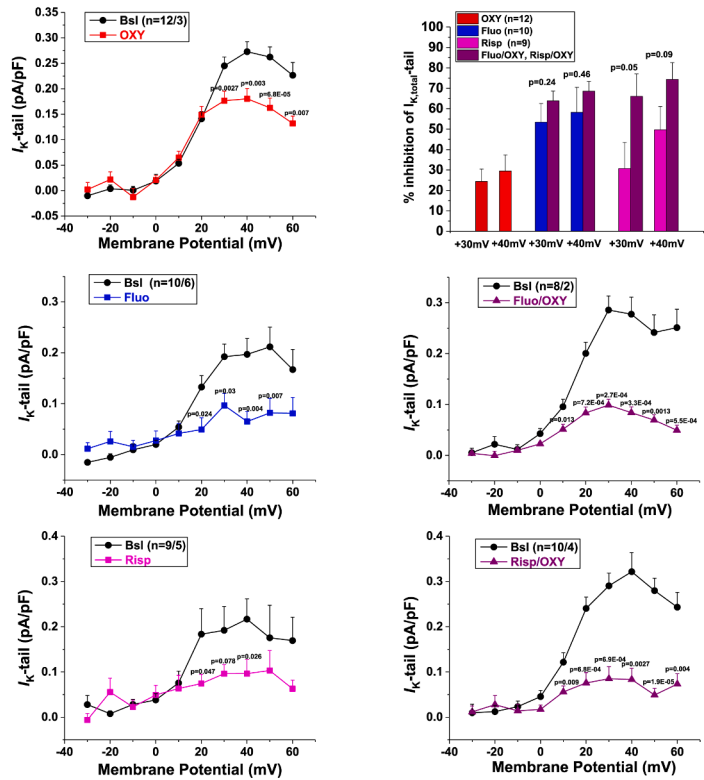 Bsl (n=12/3)
OXY
I K-tail (pA/pF)
0.35
0.30
0.25
0.20
0.15
0.10
0.05
0.00
-0.05
p=0.0027
p=0.003
p=6.8E-05
p=0.007
-40 -20 0 20 40 60
Membrane Potential (mV)
OXY (n=12)
Fluo (n=10)
Risp (n=9)
Fluo/OXY, Risp/OXY
% inhibition of IK,total-tail
100
90
80
70
60
50
40
30
20
10
0
p=0.24
p=0.46
p=0.05
p=0.09
+30mV +40mV +30mV +40mV +30mV +40mV
Bsl (n=10/6)
Fluo
IK-tail (pA/pF)
0.3
0.2
0.1
0.0
p=0.024
p=0.03
p=0.004
p=0.007
-40 -20 0 20 40 60
Membrane Potential (mV)
Bsl (n=8/2)
Fluo/OXY
IK-tail (pA/pF)
0.3
0.2
0.1
0.0
p=0.013
p=7.2E-04
p=2.7E-04
p=3.3E-04
p=0.0013
p=5.5E-04
-40 -20 0 20 40 60
Membrane Potential (mV)
Bsl (n=9/5)
Risp
IK-tail (pA/pF)
0.4
0.3
0.2
0.1
0.0
p=0.047
p=0.078
p=0.026
-40 -20 0 20 40 60
Membrane Potential (mV)
Bsl (n=10/4)
Risp/OXY
IK-tail (pA/pF)
0.4
0.3
0.2
0.1
0.0
p=0.009
p=6.8E-04
p=6.9E-04
p=0.0027
p=1.9E-05
p=0.004
-40 -20 0 20 40 60
Membrane Potential (mV)